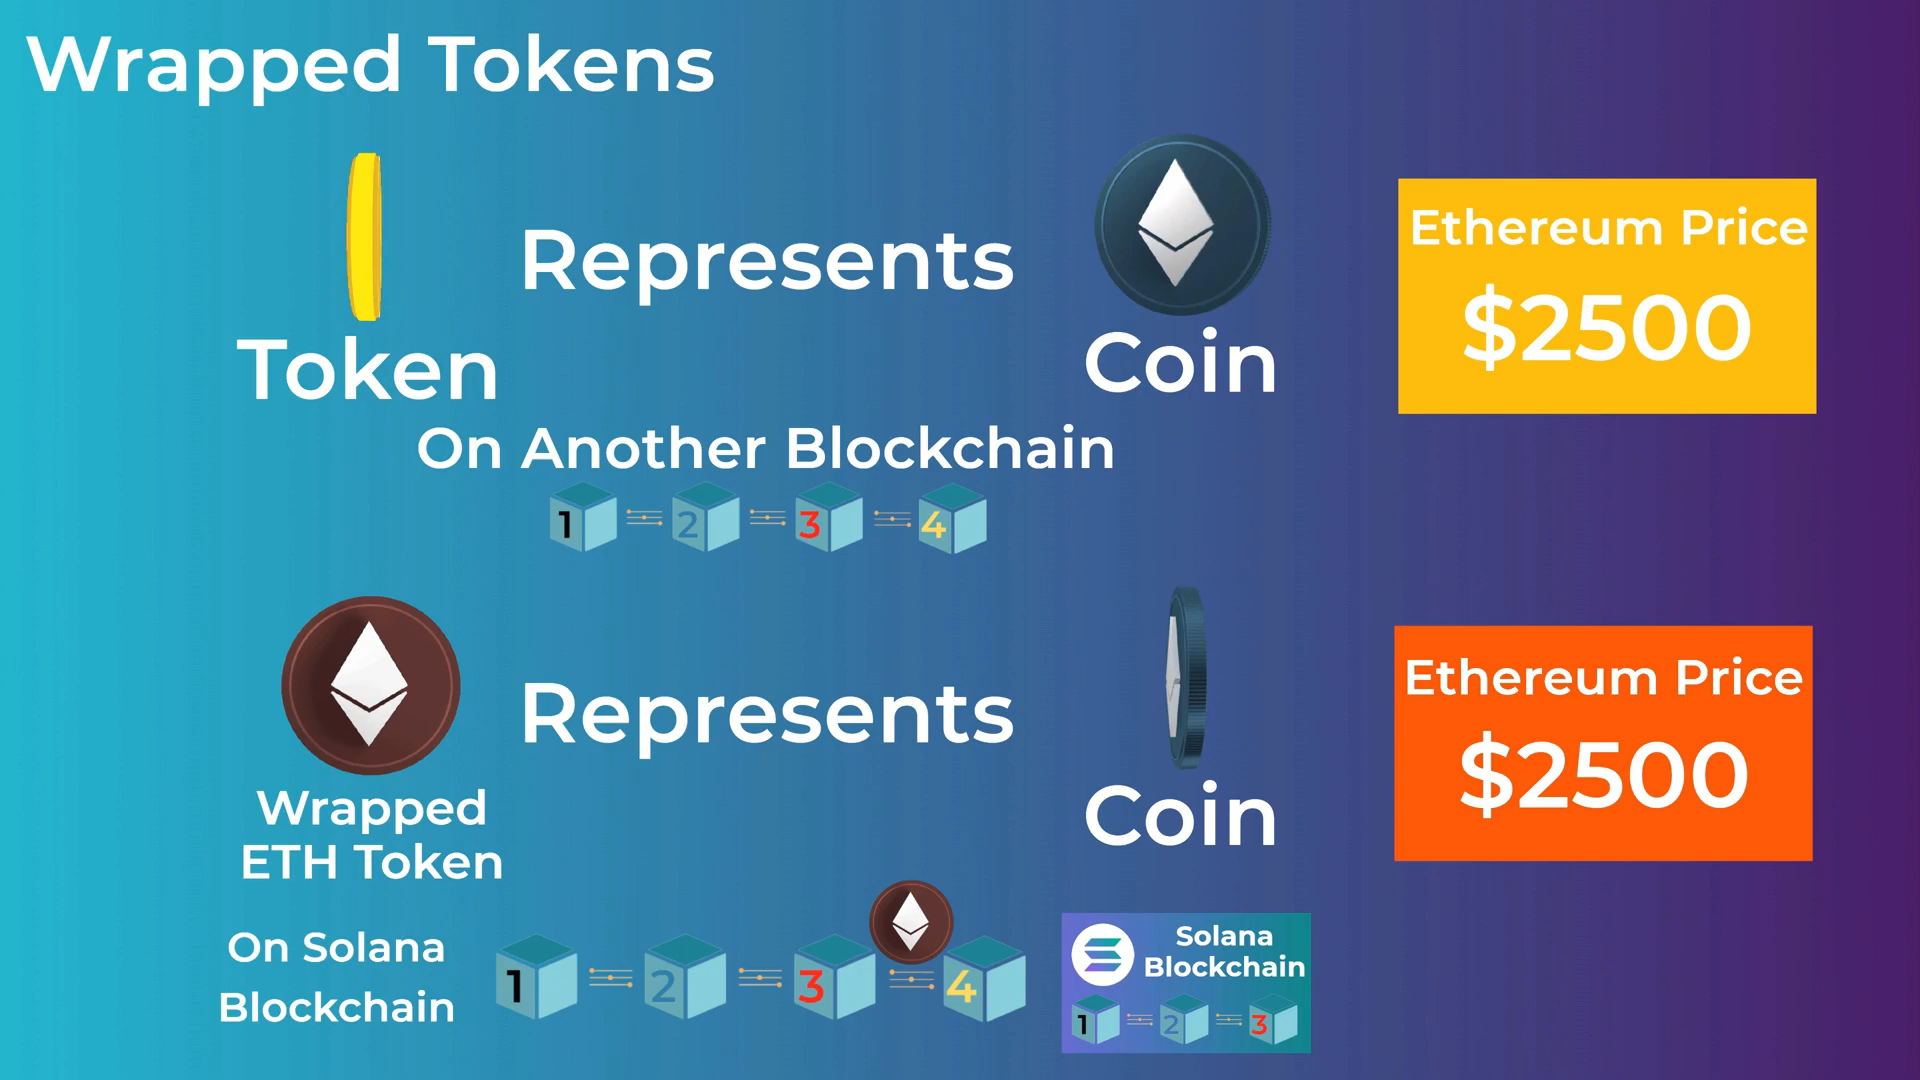 Wrapped Tokens
Represents
Ethereum Price
$2500
Token
Coin
On Another Blockchain
1 2 3 4
Represents
Ethereum Price
$2500
Wrapped
ETH Token
Coin
On Solana
Blockchain
1 2 3 4
Solana
Blockchain
1 2 3